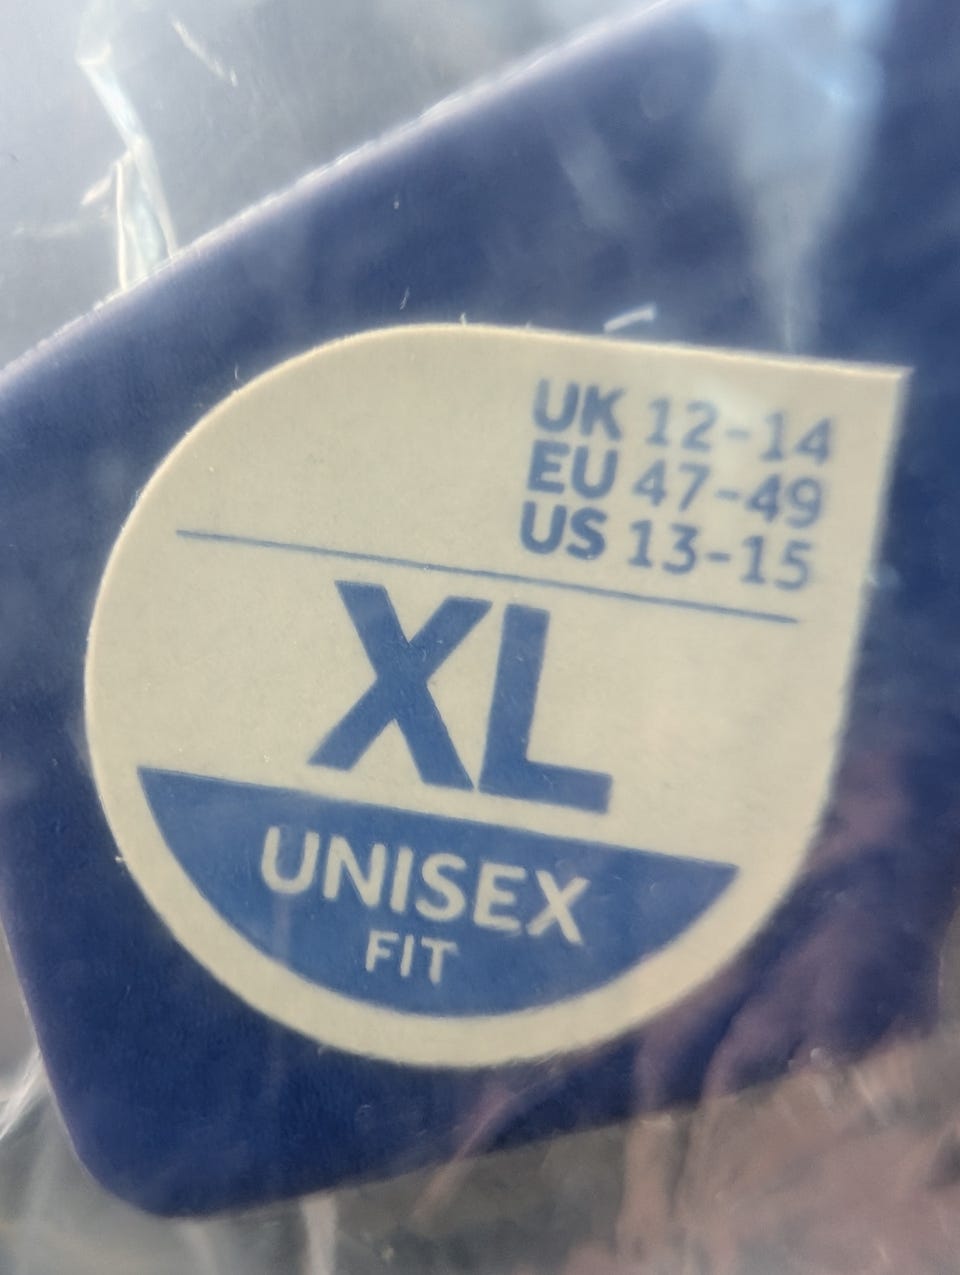 UK 12-14
EU 47-49
US 13-15
XL
UNISEX
FIT